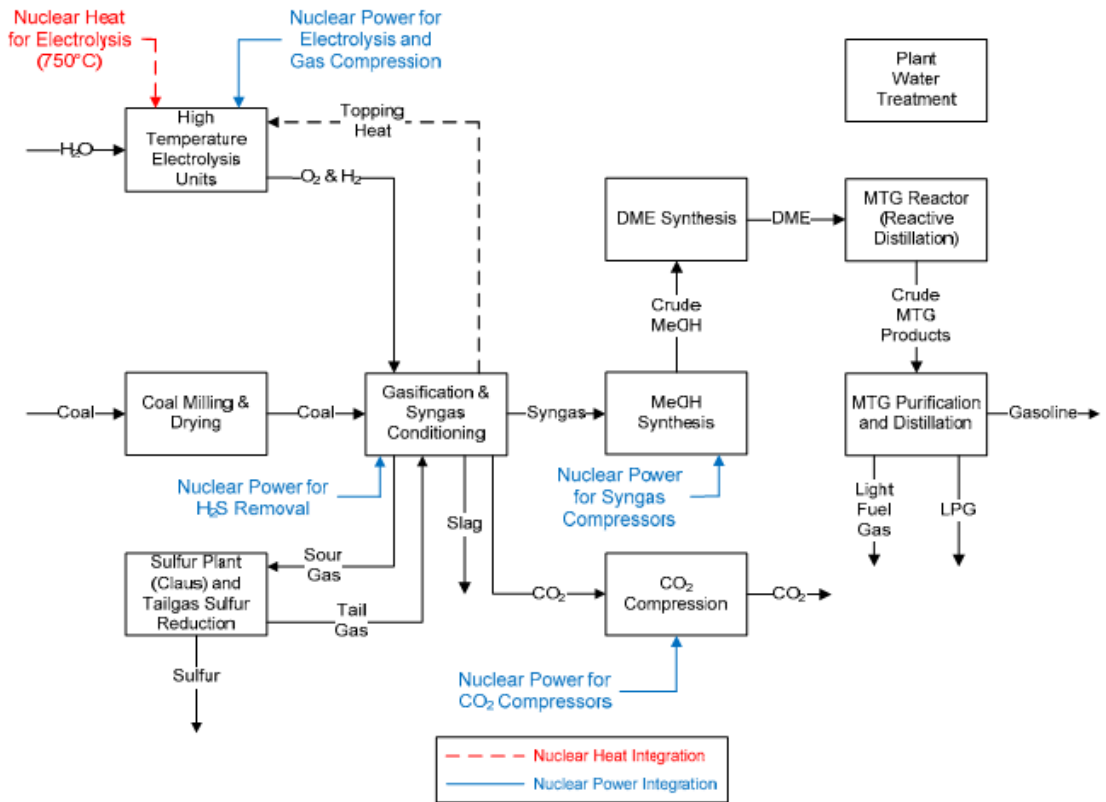 Nuclear Heat
for Electrolysis
(750°C)
Nuclear Power for
Electrolysis and
Gas Compression
Plant
Water
Treatment
High
Temperature
Electrolysis
Units
Topping
Heat
H₂O
O₂ & H₂
DME Synthesis
DME
MTG Reactor
(Reactive
Distillation)
Crude
MeOH
Crude
MTG
Products
Coal
Coal Milling &
Drying
Coal
Gasification &
Syngas
Conditioning
Syngas
MeOH
Synthesis
MTG Purification
and Distillation
Gasoline
Nuclear Power for
H₂S Removal
Nuclear Power
for Syngas
Compressors
Slag
Light
Fuel
Gas
LPG
Sulfur Plant
(Claus) and
Tailgas Sulfur
Reduction
Sour
Gas
Tail
Gas
CO₂
CO₂
Compression
CO₂
Sulfur
Nuclear Power for
CO₂ Compressors
Nuclear Heat Integration
Nuclear Power Integration